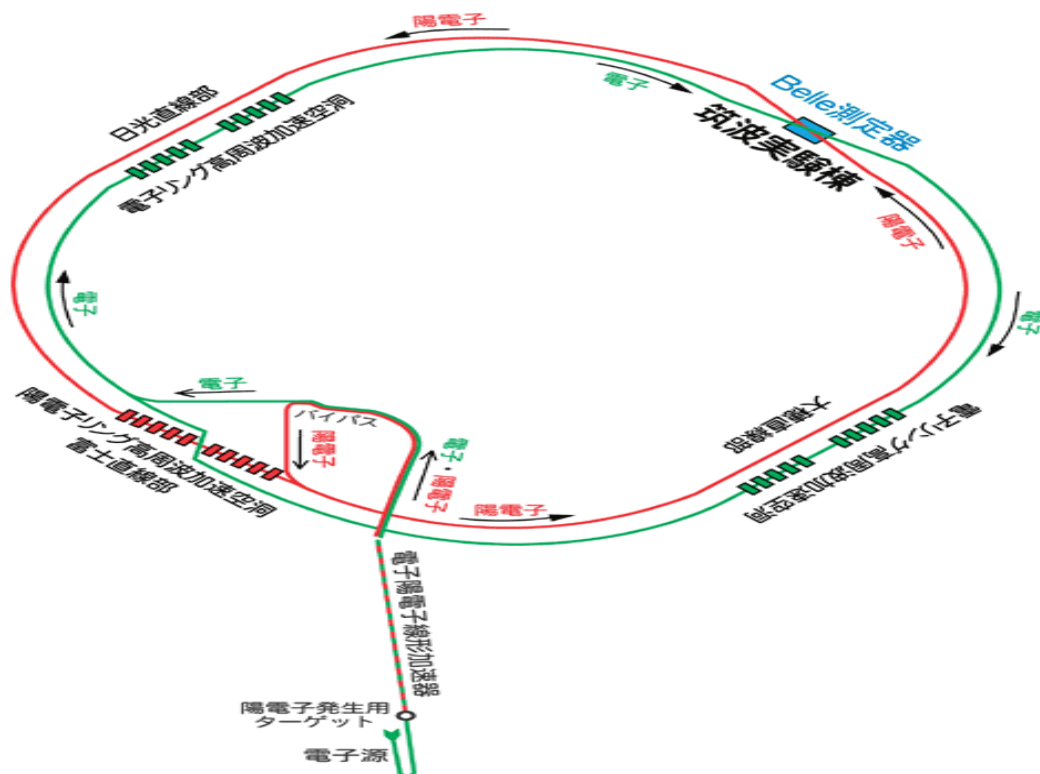 陽電子
電子
Belle測定器
筑波実験棟
日光直線部
電子リング高周波加速空洞
陽電子
電子
電子
電子
バイパス
陽電子
電子・陽電子
大穂直線部
電子リング高周波加速空洞
陽電子リング高周波加速空洞
富士直線部
陽電子
電子陽電子線形加速器
陽電子発生用
ターゲット
電子源